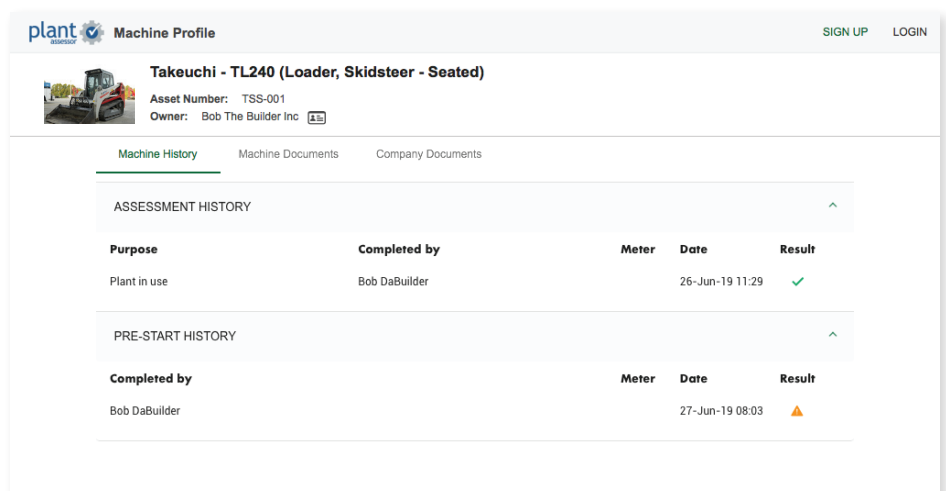 plant
assessor
Machine Profile
SIGN UP
LOGIN
Takeuchi - TL240 (Loader, Skidsteer - Seated)
Asset Number: TSS-001
Owner: Bob The Builder Inc
Machine History
Machine Documents
Company Documents
ASSESSMENT HISTORY
Purpose Completed by Meter Date Result
Plant in use Bob DaBuilder 26-Jun-19 11:29
PRE-START HISTORY
Completed by Meter Date Result
Bob DaBuilder 27-Jun-19 08:03